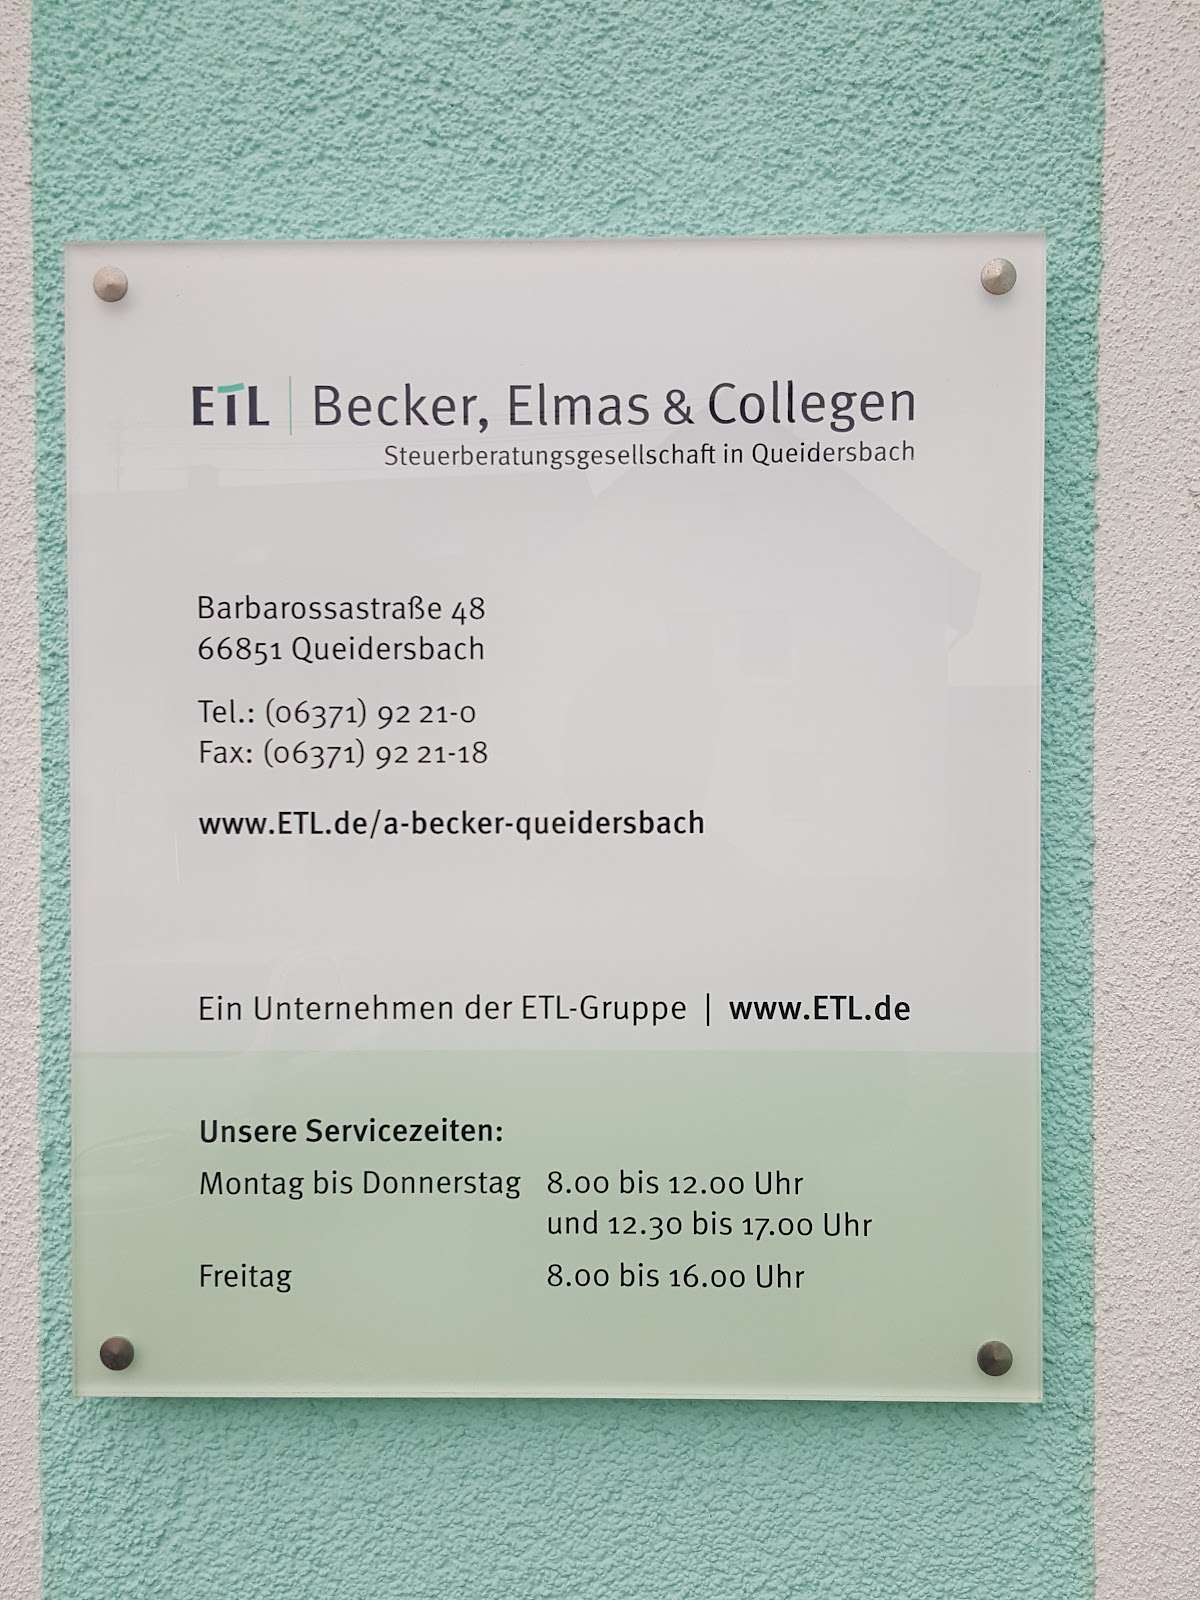 ETL | Becker, Elmas & Collegen
Steuerberatungsgesellschaft in Queidersbach
Barbarossastraße 48
66851 Queidersbach
Tel.: (06371) 92 21-0
Fax: (06371) 92 21-18
www.ETL.de/a-becker-queidersbach
Ein Unternehmen der ETL-Gruppe | www.ETL.de
Unsere Servicezeiten:
Montag bis Donnerstag 8.00 bis 12.00 Uhr
und 12.30 bis 17.00 Uhr
Freitag 8.00 bis 16.00 Uhr